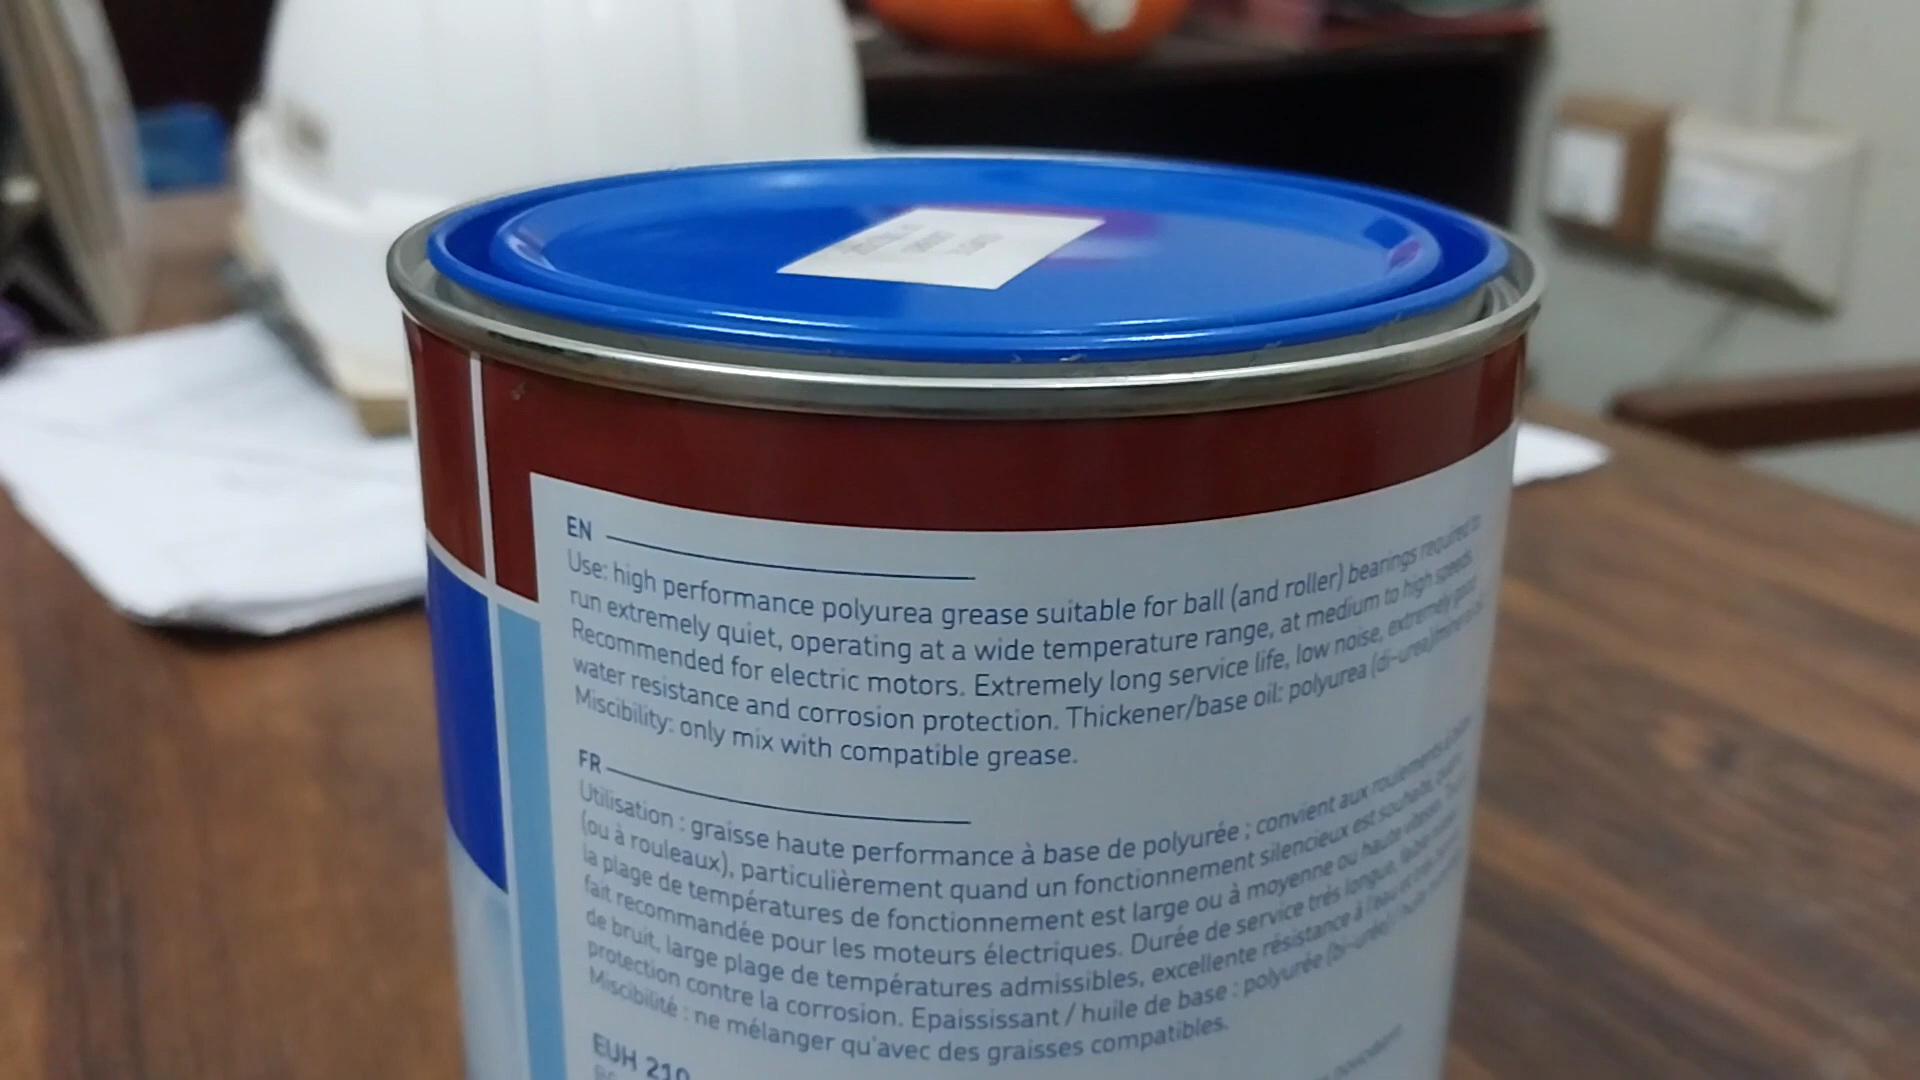 EN
Use: high performance polyurea grease suitable for ball (and roller) bearings required to
run extremely quiet, operating at a wide temperature range, at medium to high speeds.
Recommended for electric motors. Extremely long service life, low noise, extremely good
water resistance and corrosion protection. Thickener/base oil: polyurea (di-urea)/mineral oil.
Miscibility: only mix with compatible grease.
FR
Utilisation : graisse haute performance à base de polyurée ; convient aux roulements à billes
(ou à rouleaux), particulièrement quand un fonctionnement silencieux est souhaité, quand
la plage de températures de fonctionnement est large ou à moyenne ou haute vitesse.
fait recommandée pour les moteurs électriques. Durée de service très longue,
de bruit, large plage de températures admissibles, excellente résistance à l'eau et
protection contre la corrosion. Epaississant / huile de base : polyurée (bi-urée) / huile
Miscibilité : ne mélanger qu'avec des graisses compatibles.
EUH 210